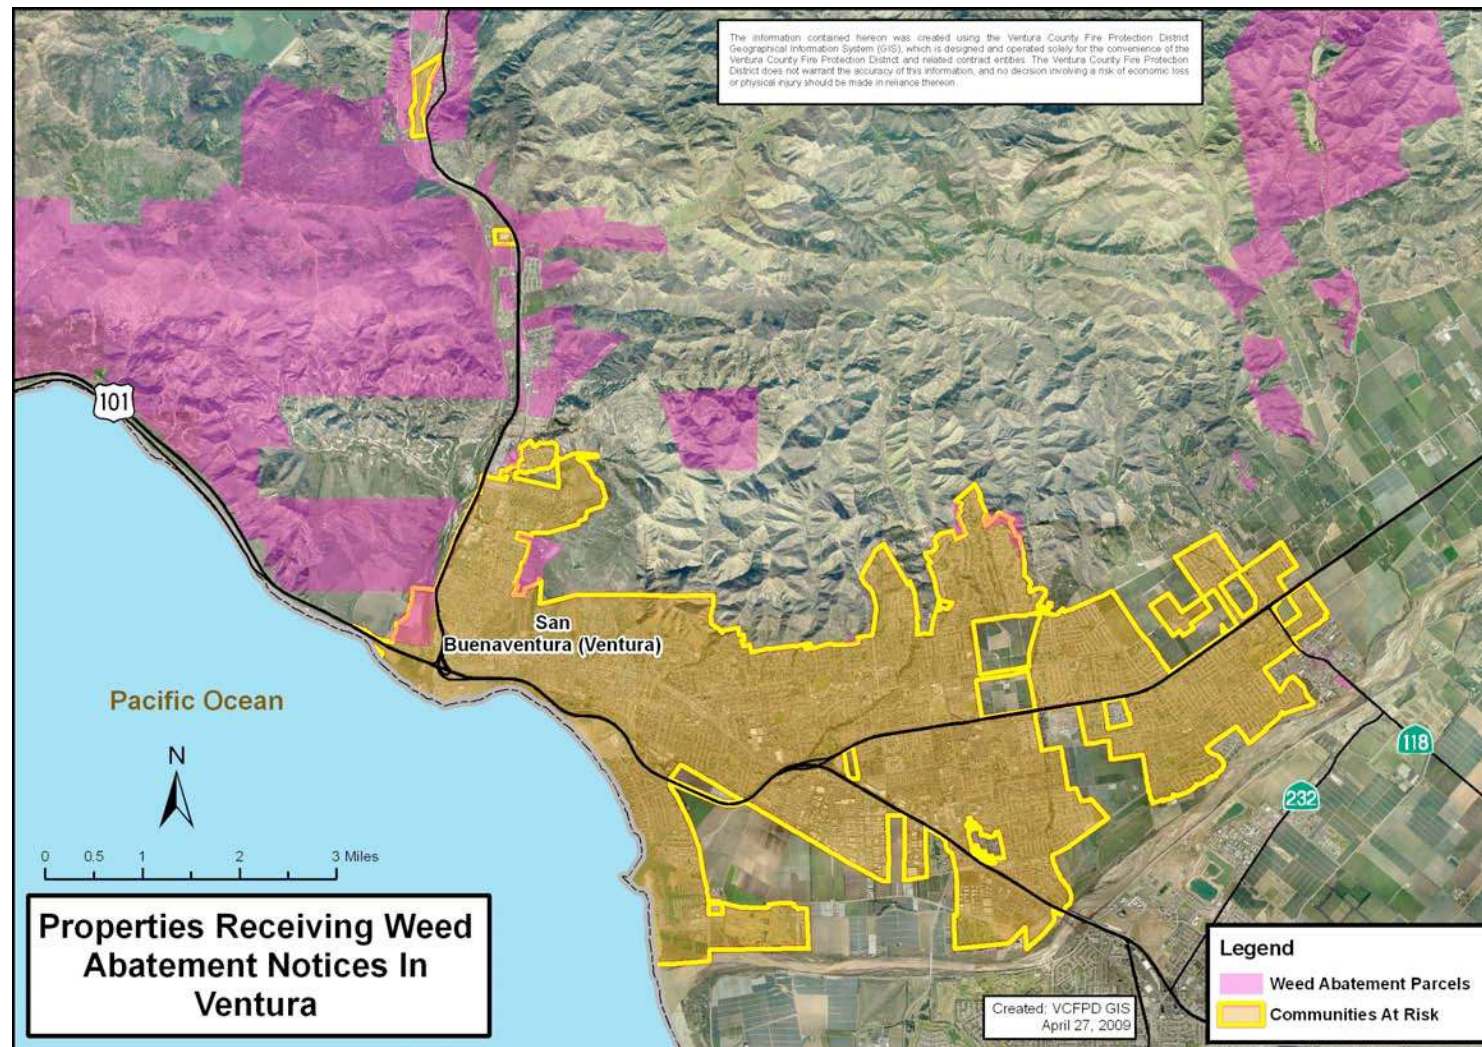 The information contained hereon was created using the Ventura County Fire Protection District
Geographical Information System (GIS), which is designed and operated solely for the convenience of the
Ventura County Fire Protection District and related contract entities. The Ventura County Fire Protection
District does not warrant the accuracy of this information, and no decision involving a risk of economic loss
or physical injury should be made in reliance thereon.
101
San
Buenaventura (Ventura)
Pacific Ocean
N
118
232
0 0.5 1 2 3 Miles
Properties Receiving Weed
Abatement Notices In
Ventura
Created: VCFPD GIS
April 27, 2009
Legend
Weed Abatement Parcels
Communities At Risk